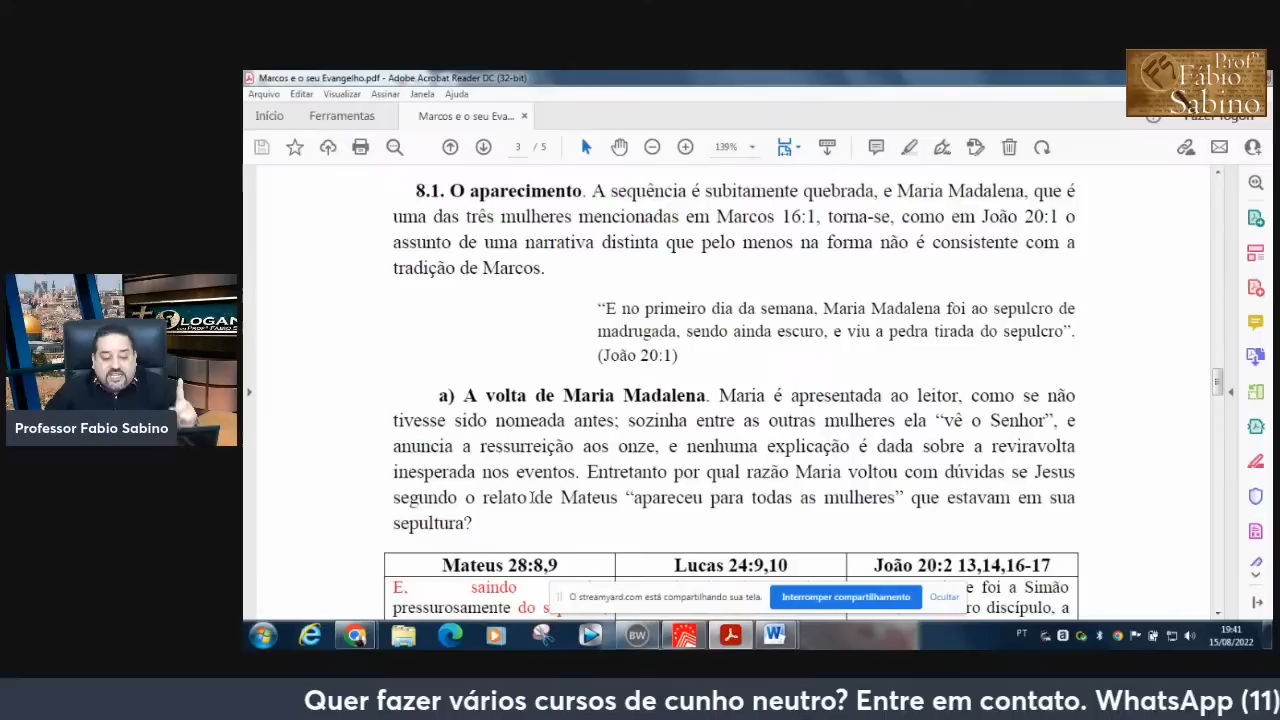 Profº
Fábio
Sabino
Marcos e o seu Evangelho.pdf - Adobe Acrobat Reader DC (32-bit)
Arquivo Editar Visualizar Assinar Janela Ajuda
Início Ferramentas Marcos e o seu Eva... ×
3 / 5 139%
8.1. O aparecimento. A sequência é subitamente quebrada, e Maria Madalena, que é
uma das três mulheres mencionadas em Marcos 16:1, torna-se, como em João 20:1 o
assunto de uma narrativa distinta que pelo menos na forma não é consistente com a
tradição de Marcos.
“E no primeiro dia da semana, Maria Madalena foi ao sepulcro de
madrugada, sendo ainda escuro, e viu a pedra tirada do sepulcro”.
(João 20:1)
a) A volta de Maria Madalena. Maria é apresentada ao leitor, como se não
tivesse sido nomeada antes; sozinha entre as outras mulheres ela “vê o Senhor”, e
anuncia a ressurreição aos onze, e nenhuma explicação é dada sobre a reviravolta
inesperada nos eventos. Entretanto por qual razão Maria voltou com dúvidas se Jesus
segundo o relato de Mateus “apareceu para todas as mulheres” que estavam em sua
sepultura?
Mateus 28:8,9 Lucas 24:9,10 João 20:2 13,14,16-17
E, saindo foi a Simão
pressurosamente do discípulo, a
O streamyard.com está compartilhando sua tela. Interromper compartilhamento Ocultar
Professor Fabio Sabino
BW
PT 19:41
15/08/2022
Quer fazer vários cursos de cunho neutro? Entre em contato. WhatsApp (11)